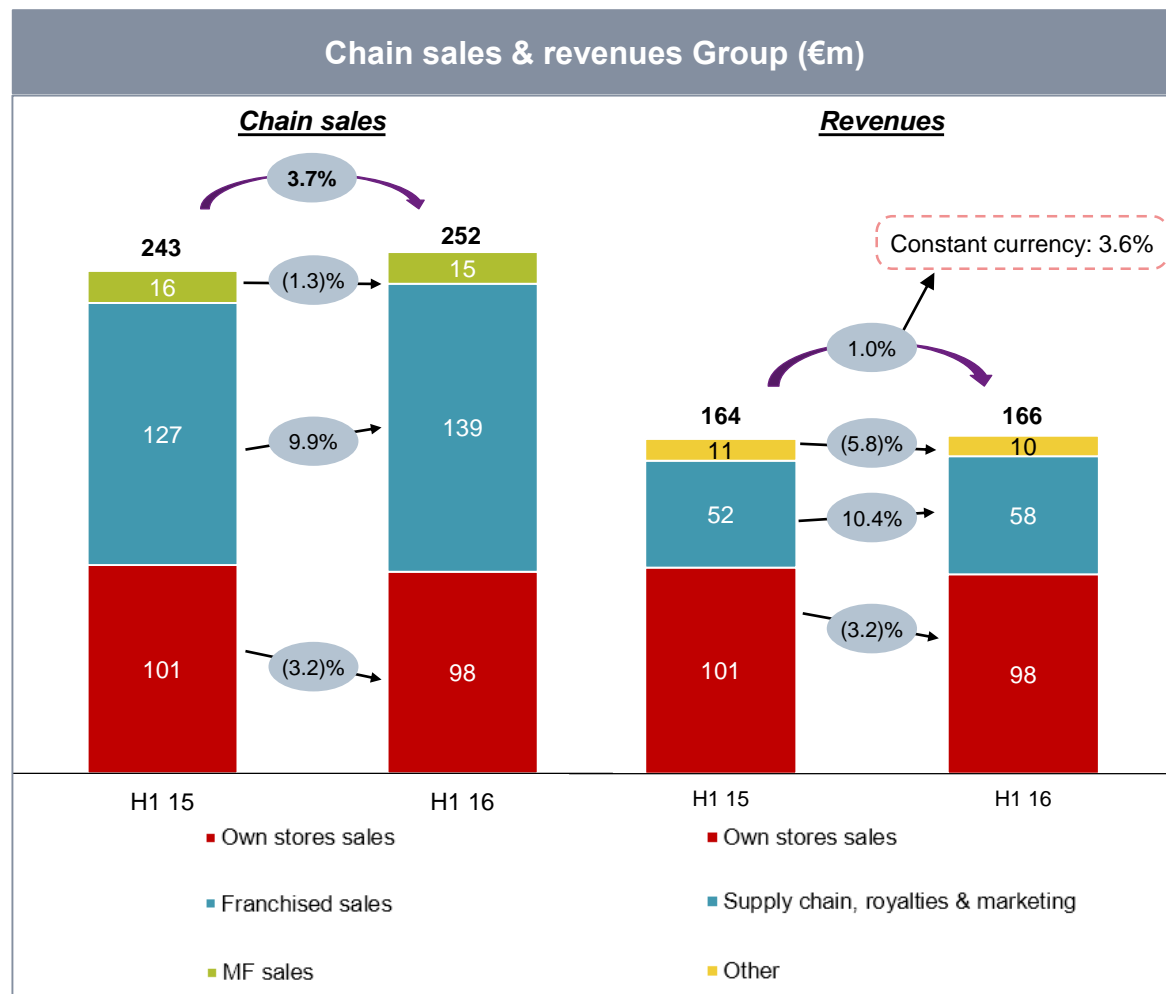 Chain sales & revenues Group (€m)
Chain sales
3.7%
243
252
16
(1.3)%
15
127
9.9%
139
101
(3.2)%
98
H1 15
H1 16
Own stores sales
Franchised sales
MF sales
Revenues
Constant currency: 3.6%
1.0%
164
166
11
(5.8)%
10
52
10.4%
58
101
(3.2)%
98
H1 15
H1 16
Own stores sales
Supply chain, royalties & marketing
Other